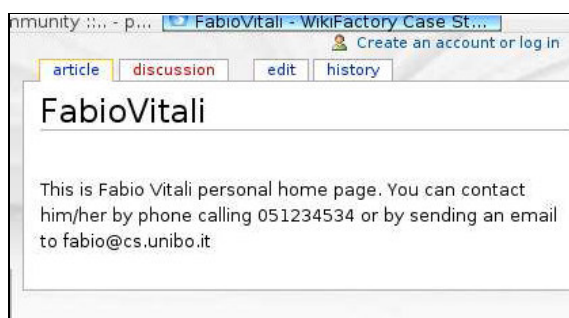 nmunity ::.. - p... FabioVitali - WikiFactory Case St...
Create an account or log in
article discussion edit history
FabioVitali
This is Fabio Vitali personal home page. You can contact
him/her by phone calling 051234534 or by sending an email
to fabio@cs.unibo.it